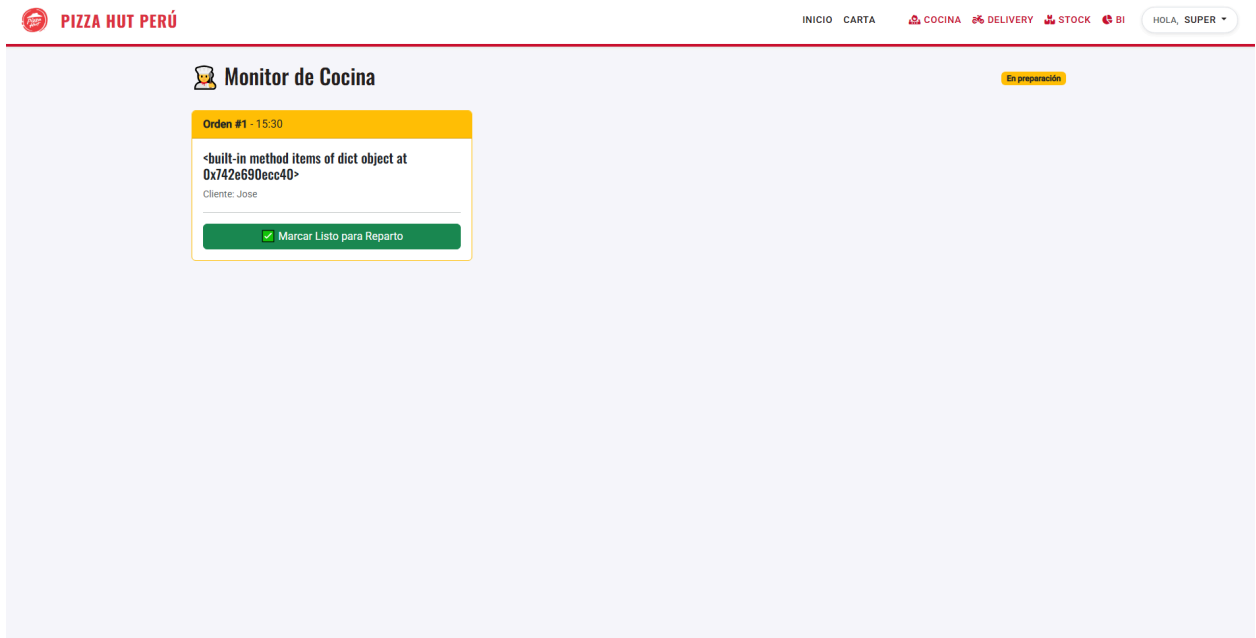 PIZZA HUT PERÚ
INICIO CARTA COCINA DELIVERY STOCK BI HOLA, SUPER
Monitor de Cocina
En preparación
Orden #1 - 15:30
<built-in method items of dict object at
0x742e690ecc40>
Cliente: Jose
Marcar Listo para Reparto